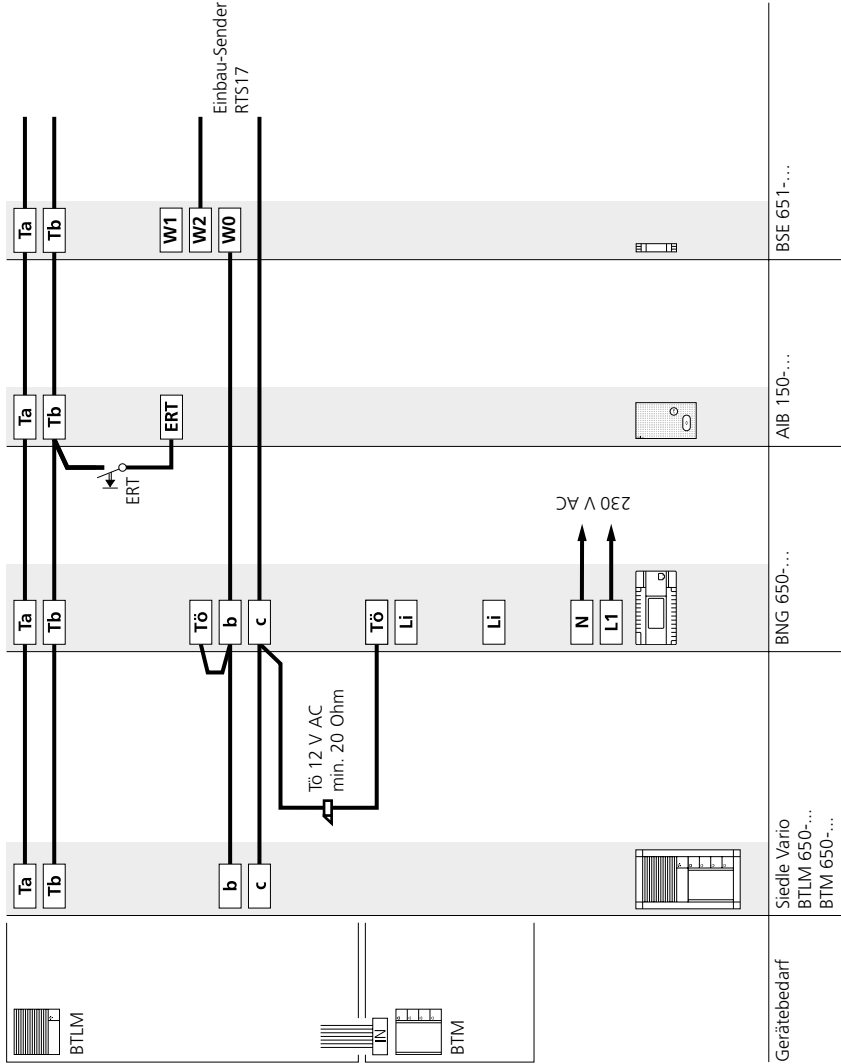 BTLM
IN
BTM
Gerätebedarf
Ta
Tb
b
c
Siedle Vario
BTLM 650-...
BTM 650-...
Tö 12 V AC
min. 20 Ohm
Ta
Tb
Tö
b
c
Tö
Li
Li
N
L1
BNG 650-...
230 V AC
ERT
Ta
Tb
ERT
AIB 150-...
Ta
Tb
W1
W2
W0
BSE 651-...
Einbau-Sender
RTS17